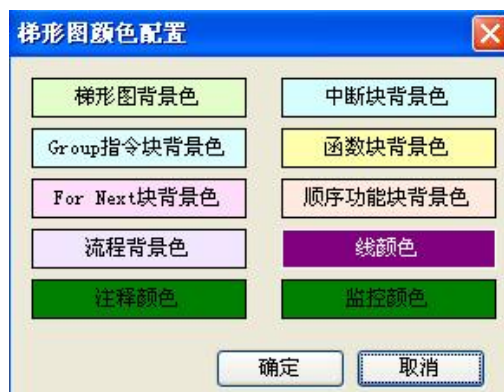 梯形图颜色配置
梯形图背景色 中断块背景色
Group指令块背景色 函数块背景色
For Next块背景色 顺序功能块背景色
流程背景色 线颜色
注释颜色 监控颜色
确定 取消